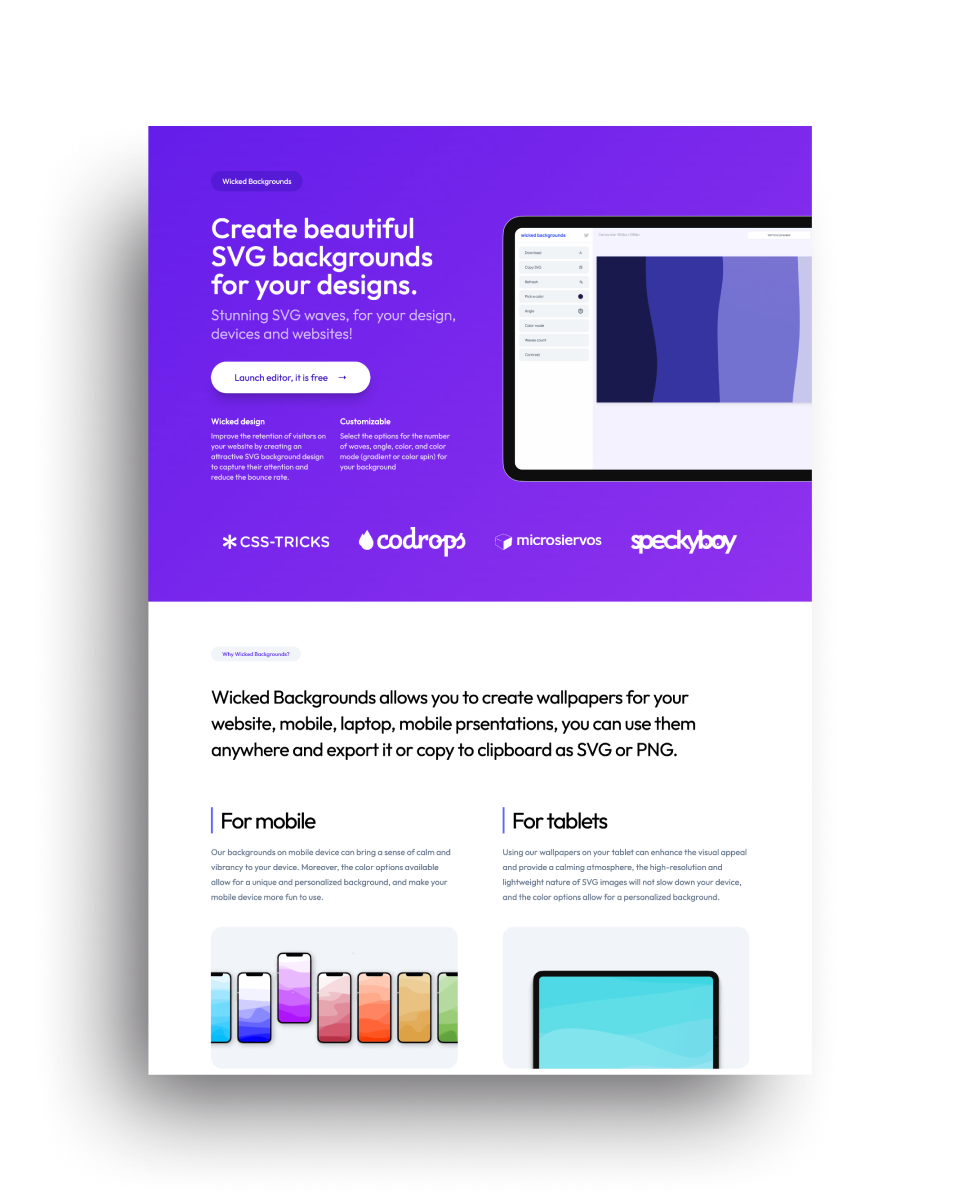 Wicked Backgrounds
Create beautiful
SVG backgrounds
for your designs.
Stunning SVG waves, for your design,
devices and websites!
Launch editor, it is free →
Wicked design
Improve the retention of visitors on
your website by creating an
attractive SVG background design
to capture their attention and
reduce the bounce rate.
Customizable
Select the options for the number
of waves, angle, color, and color
mode (gradient or color spin) for
your background
wicked backgrounds
Download
Copy SVG
Refresh
Pick a color
Angle
Color mode
Waves count
Contrast
CSS-TRICKS
codrops
microsiervos
speckyboy
Why Wicked Backgrounds?
Wicked Backgrounds allows you to create wallpapers for your
website, mobile, laptop, mobile prsentations, you can use them
anywhere and export it or copy to clipboard as SVG or PNG.
For mobile
Our backgrounds on mobile device can bring a sense of calm and
vibrancy to your device. Moreover, the color options available
allow for a unique and personalized background, and make your
mobile device more fun to use.
For tablets
Using our wallpapers on your tablet can enhance the visual appeal
and provide a calming atmosphere, the high-resolution and
lightweight nature of SVG images will not slow down your device,
and the color options allow for a personalized background.